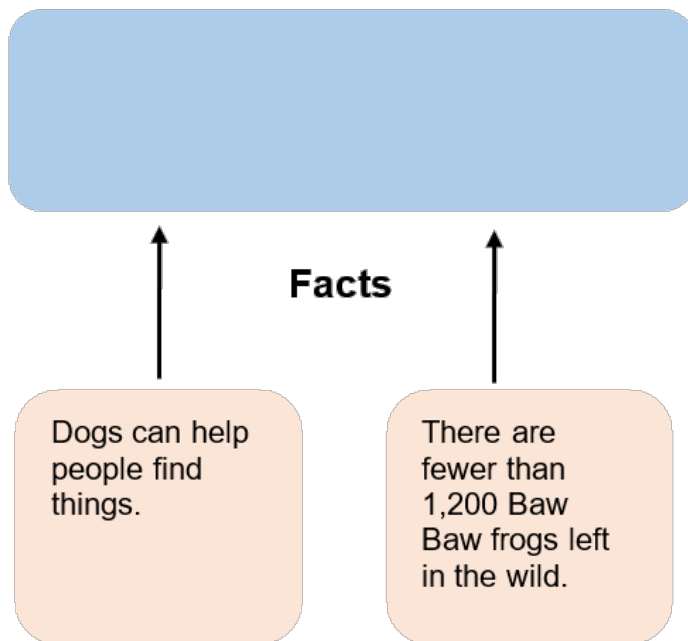 Facts
Dogs can help
people find
things.
There are
fewer than
1,200 Baw
Baw frogs left
in the wild.